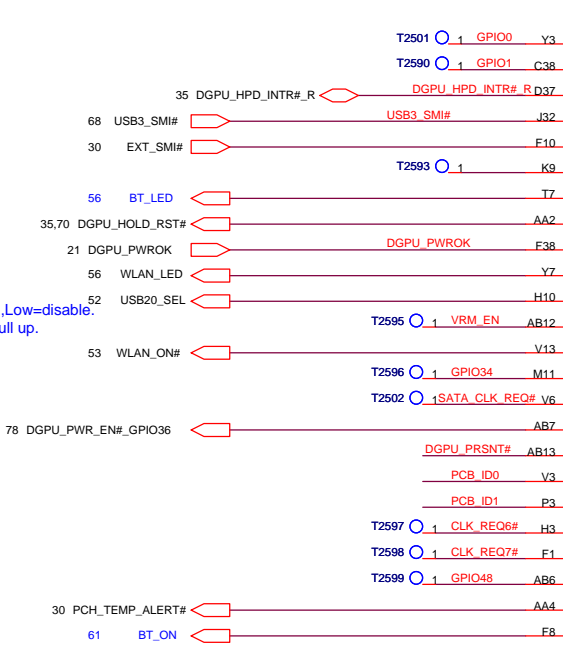 T2501 1 GPIO0 Y3
T2590 1 GPIO1 C38
35 DGPU_HPD_INTR#_R DGPU_HPD_INTR#_R D37
68 USB3_SMI# USB3_SMI# J32
30 EXT_SMI# F10
T2593 1 K9
56 BT_LED T7
35,70 DGPU_HOLD_RST# AA2
21 DGPU_PWROK DGPU_PWROK F38
56 WLAN_LED Y7
52 USB20_SEL H10
,Low=disable.
T2595 1 VRM_EN AB12
ull up.
53 WLAN_ON# V13
T2596 1 GPIO34 M11
T2502 1 SATA_CLK_REQ# V6
78 DGPU_PWR_EN#_GPIO36 AB7
DGPU_PRSNT# AB13
PCB_ID0 V3
PCB_ID1 P3
T2597 1 CLK_REQ6# H3
T2598 1 CLK_REQ7# F1
T2599 1 GPIO48 AB6
30 PCH_TEMP_ALERT# AA4
61 BT_ON F8